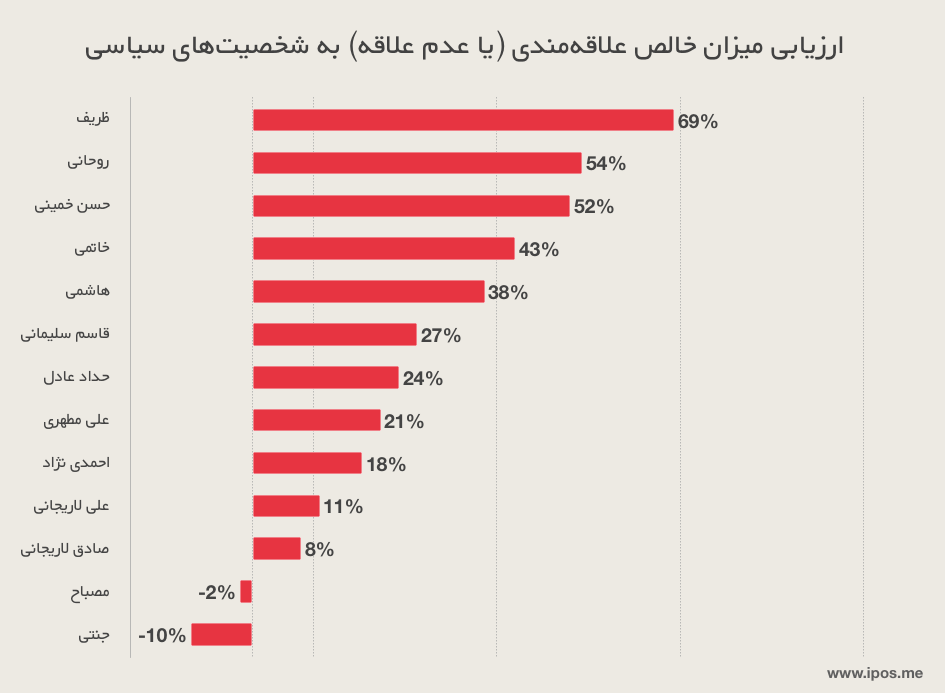 ارزیابی میزان خالص علاقه‌مندی (یا عدم علاقه) به شخصیت‌های سیاسی
ظریف 69%
روحانی 54%
حسن خمینی 52%
خاتمی 43%
هاشمی 38%
قاسم سلیمانی 27%
حداد عادل 24%
علی مطهری 21%
احمدی نژاد 18%
علی لاریجانی 11%
صادق لاریجانی 8%
مصباح -2%
جنتی -10%
www.ipos.me